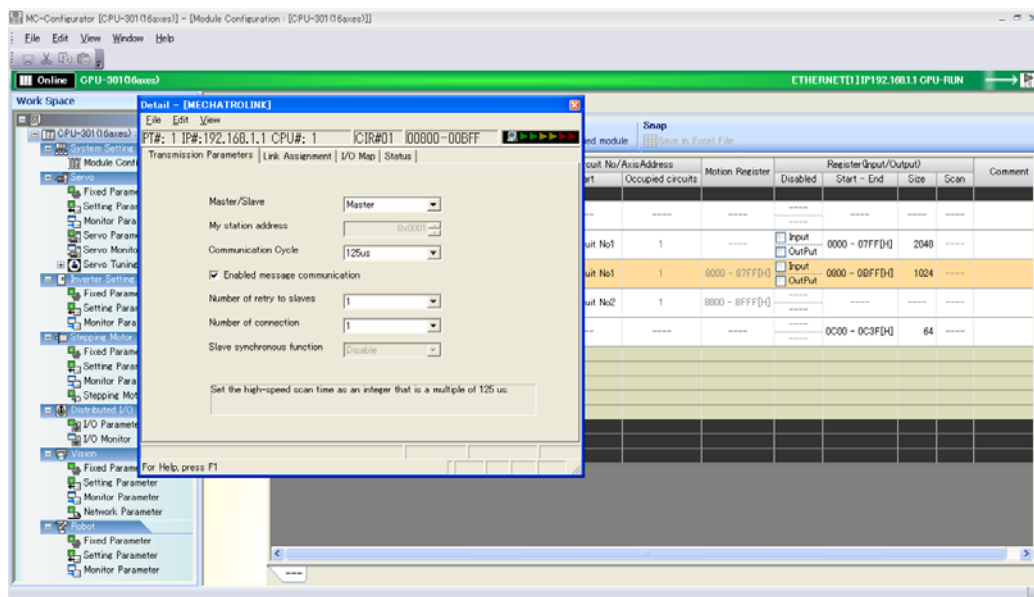 MC-Configurator [CPU-301(16axes)] - [Module Configuration : [CPU-301(16axes)]]
File Edit View Window Help
Online CPU-301(16axes)
ETHERNET[1]IP192.168.1.1 CPU-RUN
Work Space
CPU-301(16axes) :
System Setting
Module Conti
Servo
Fixed Parame
Setting Para
Monitor Para
Servo Parame
Servo Monito
Servo Tuning
Inverter Setting
Fixed Parame
Setting Para
Monitor Para
Stepping Motor
Fixed Parame
Setting Para
Monitor Para
Stepping Mot
Distributed I/O
I/O Paramete
I/O Monitor
Vision
Fixed Parame
Setting Parameter
Monitor Parameter
Network Parameter
Robot
Fixed Parameter
Setting Parameter
Monitor Parameter
Detail - [MECHATROLINK]
File Edit View
PT#: 1 IP#:192.168.1.1 CPU#: 1 CIR#01 00800-00BFF
Transmission Parameters Link Assignment I/O Map Status
Master/Slave Master
My station address 0x0001
Communication Cycle 125us
Enabled message communication
Number of retry to slaves 1
Number of connection 1
Slave synchronous function Disable
Set the high-speed scan time as an integer that is a multiple of 125 us.
For Help, press F1
Snap
ed module Save in Excel File
cuit No/AxisAddress Motion Register Register(Input/Output) Comment
art Occupied circuits Disabled Start - End Size Scan
---- ---- ---- ---- ---- ----
uit No1 1 ---- Input OutPut 0000 - 07FF[H] 2048 ----
uit No1 1 8000 - 87FF[H] Input OutPut 0800 - 0BFF[H] 1024 ----
uit No2 1 8800 - 8FFF[H] ---- ---- ---- ----
---- ---- ---- ---- 0C00 - 0C3F[H] 64 ----
---